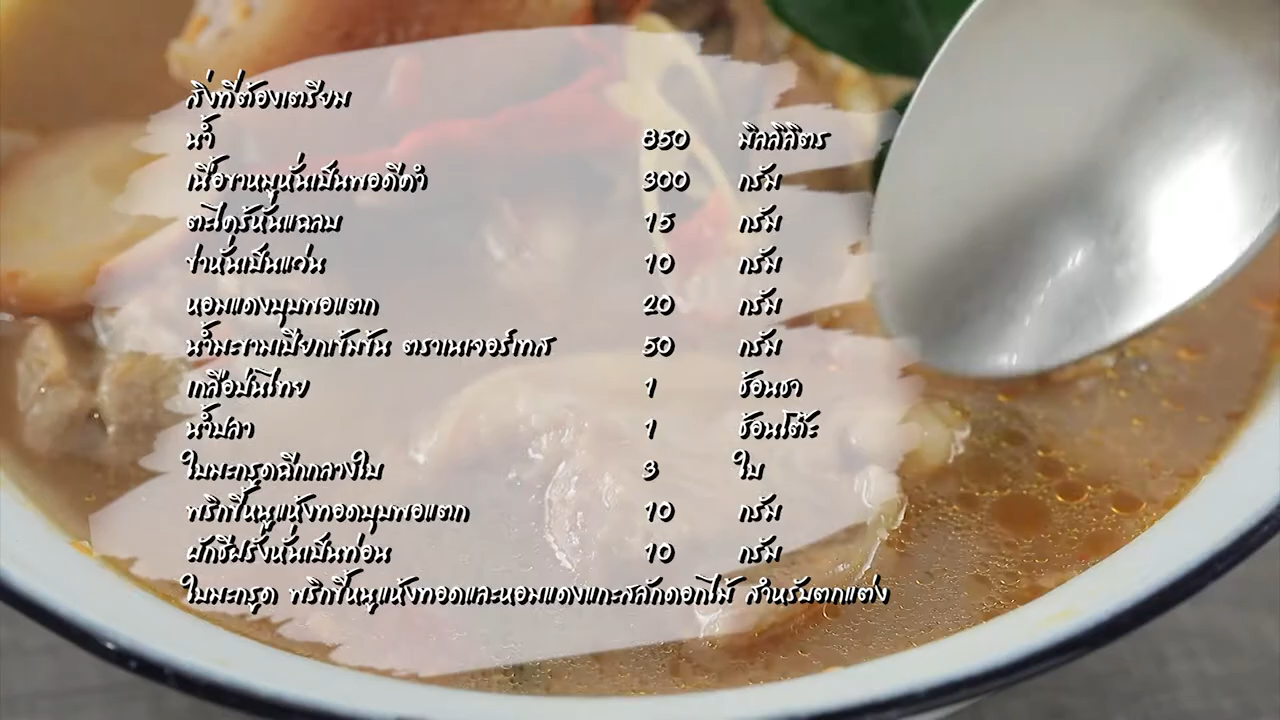 สิ่งที่ต้องเตรียม
น้ำ 850 มิลลิลิตร
เนื้อขาหมูหั่นเป็นพอดีคำ 300 กรัม
ตะไคร้หั่นแฉลบ 15 กรัม
ข่าหั่นเป็นแว่น 10 กรัม
หอมแดงบุบพอแตก 20 กรัม
น้ำมะขามเปียกเข้มข้น ตราเนเจอร์เทส 50 กรัม
เกลือป่นไทย 1 ช้อนชา
น้ำปลา 1 ช้อนโต๊ะ
ใบมะกรูดฉีกกลางใบ 3 ใบ
พริกขี้หนูแห้งทอดบุบพอแตก 10 กรัม
ผักชีฝรั่งหั่นเป็นท่อน 10 กรัม
ใบมะกรูด พริกขี้หนูแห้งทอดและหอมแดงแกะสลักดอกไม้ สำหรับตกแต่ง